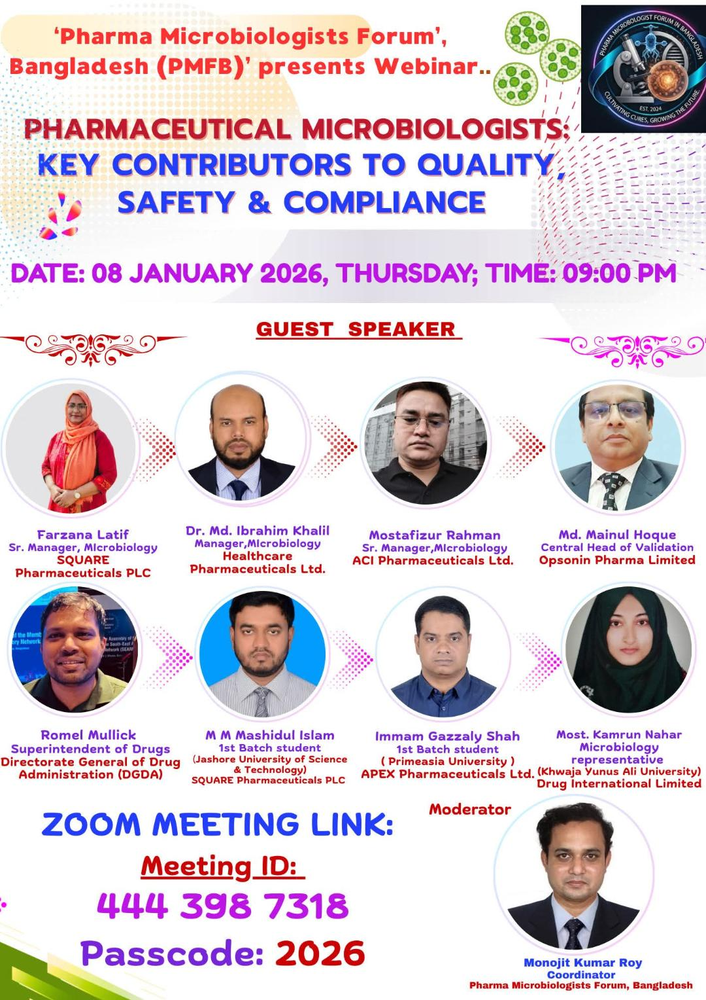 ‘Pharma Microbiologists Forum’,
Bangladesh (PMFB)’ presents Webinar..
PHARMA MICROBIOLOGIST FORUM IN BANGLADESH
EST. 2024
CULTIVATING CURES, GROWING THE FUTURE.
PHARMACEUTICAL MICROBIOLOGISTS:
KEY CONTRIBUTORS TO QUALITY,
SAFETY & COMPLIANCE
DATE: 08 JANUARY 2026, THURSDAY; TIME: 09:00 PM
GUEST SPEAKER
Farzana Latif
Sr. Manager, MIcrobiology
SQUARE
Pharmaceuticals PLC
Dr. Md. Ibrahim Khalil
Manager,MIcrobiology
Healthcare
Pharmaceuticals Ltd.
Mostafizur Rahman
Sr. Manager,MIcrobiology
ACI Pharmaceuticals Ltd.
Md. Mainul Hoque
Central Head of Validation
Opsonin Pharma Limited
Romel Mullick
Superintendent of Drugs
Directorate General of Drug
Administration (DGDA)
M M Mashidul Islam
1st Batch student
(Jashore University of Science
& Technology)
SQUARE Pharmaceuticals PLC
Immam Gazzaly Shah
1st Batch student
( Primeasia University )
APEX Pharmaceuticals Ltd.
Most. Kamrun Nahar
Microbiology
representative
(Khwaja Yunus Ali University)
Drug International Limited
ZOOM MEETING LINK:
Meeting ID:
444 398 7318
Passcode: 2026
Moderator
Monojit Kumar Roy
Coordinator
Pharma Microbiologists Forum, Bangladesh